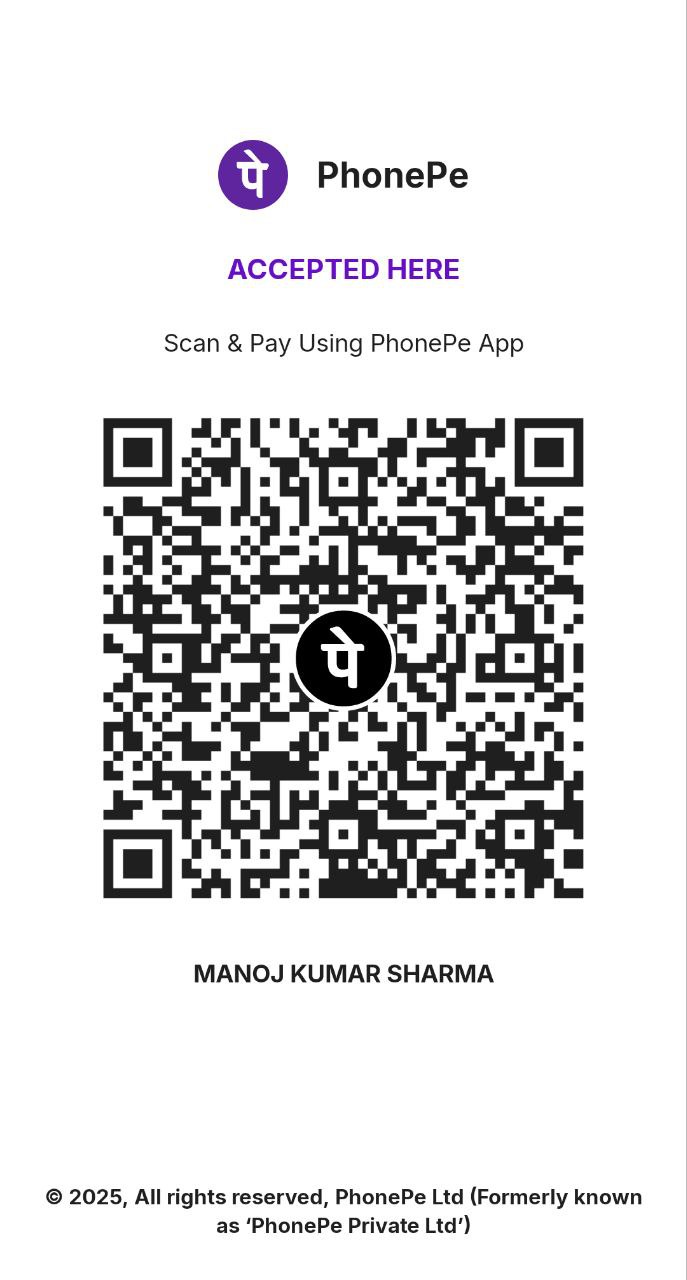 पे PhonePe
ACCEPTED HERE
Scan & Pay Using PhonePe App
पे
MANOJ KUMAR SHARMA
© 2025, All rights reserved, PhonePe Ltd (Formerly known
as ‘PhonePe Private Ltd’)